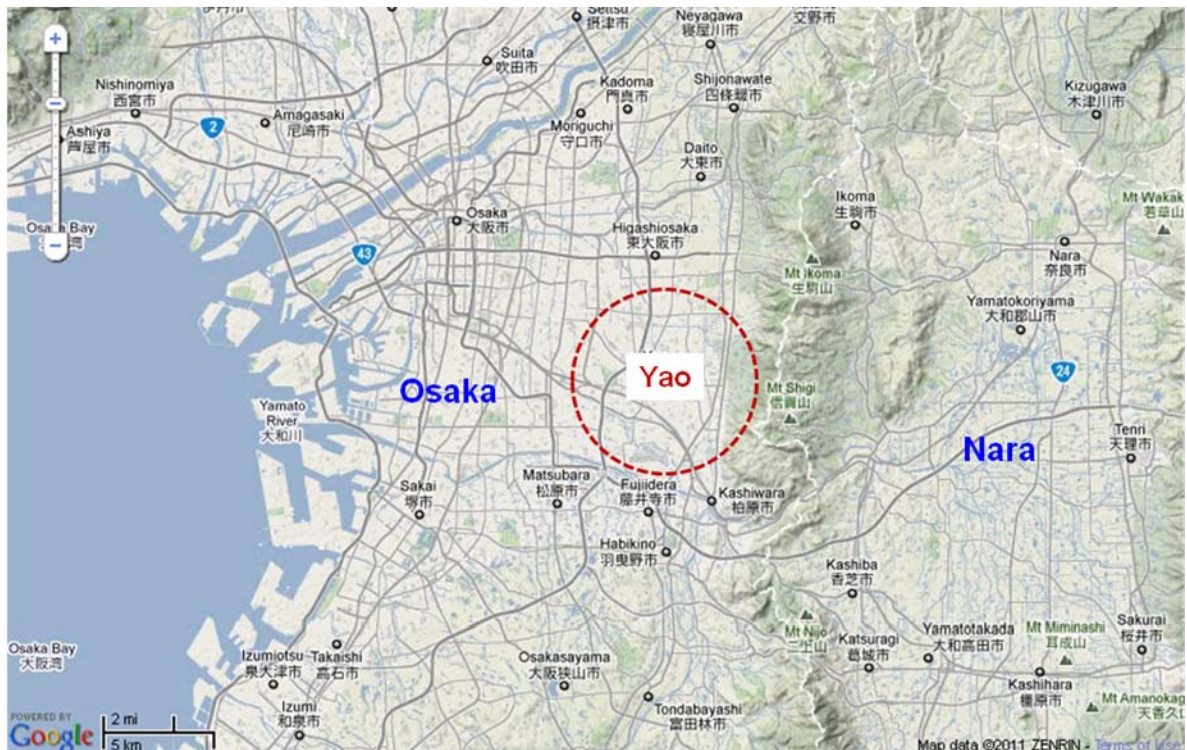 Settsu
摂津市
Neyagawa
寝屋川市
交野市
Suita
吹田市
Nishinomiya
西宮市
Kadoma
門真市
Shijonawate
四條畷市
Kizugawa
木津川市
2
Amagasaki
尼崎市
Moriguchi
守口市
Ashiya
芦屋市
Daito
大東市
Ikoma
生駒市
Mt Wakak
若草山
Osaka
大阪市
Osaka Bay
Higashiosaka
東大阪市
43
Nara
奈良市
Mt Ikoma
生駒山
Yamatokoriyama
大和郡山市
Yao
24
Osaka
Mt Shigi
信貴山
Yamato
River
大和川
Tenri
天理市
Nara
Sakai
堺市
Matsubara
松原市
Fujiidera
藤井寺市
Kashiwara
柏原市
Habikino
羽曳野市
Kashiba
香芝市
Mt Nijo
二上山
Katsuragi
葛城市
Yamatotakada
大和高田市
Mt Miminashi
耳成山
Sakurai
桜井市
Osaka Bay
大阪湾
Izumiotsu
泉大津市
Takaishi
高石市
Osakasayama
大阪狭山市
Kashihara
橿原市
Mt Amanokag
天香久山
Izumi
和泉市
Tondabayashi
富田林市
POWERED BY
Google
2 mi
5 km
Map data ©2011 ZENRIN - Terms of Use